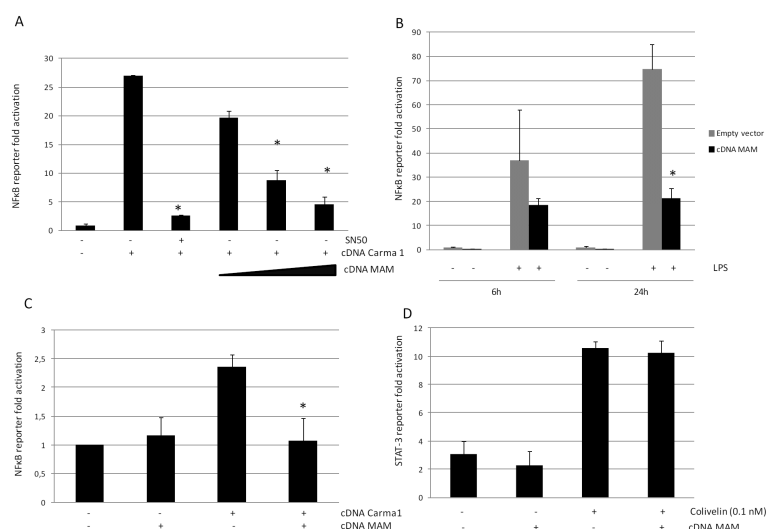 A
NFκB reporter fold activation
30
25
20
15
10
5
0
- - + - - - SN50
- + + + + + cDNA Carma 1
cDNA MAM
* * *
B
NFκB reporter fold activation
90
80
70
60
50
40
30
20
10
0
*
Empty vector
cDNA MAM
- - + + - - + + LPS
6h 24h
C
NFκB reporter fold activation
3
2,5
2
1,5
1
0,5
0
*
- - + + cDNA Carma1
- + - + cDNA MAM
D
STAT-3 reporter fold activation
12
10
8
6
4
2
0
- - + + Colivelin (0.1 nM)
- + - + cDNA MAM